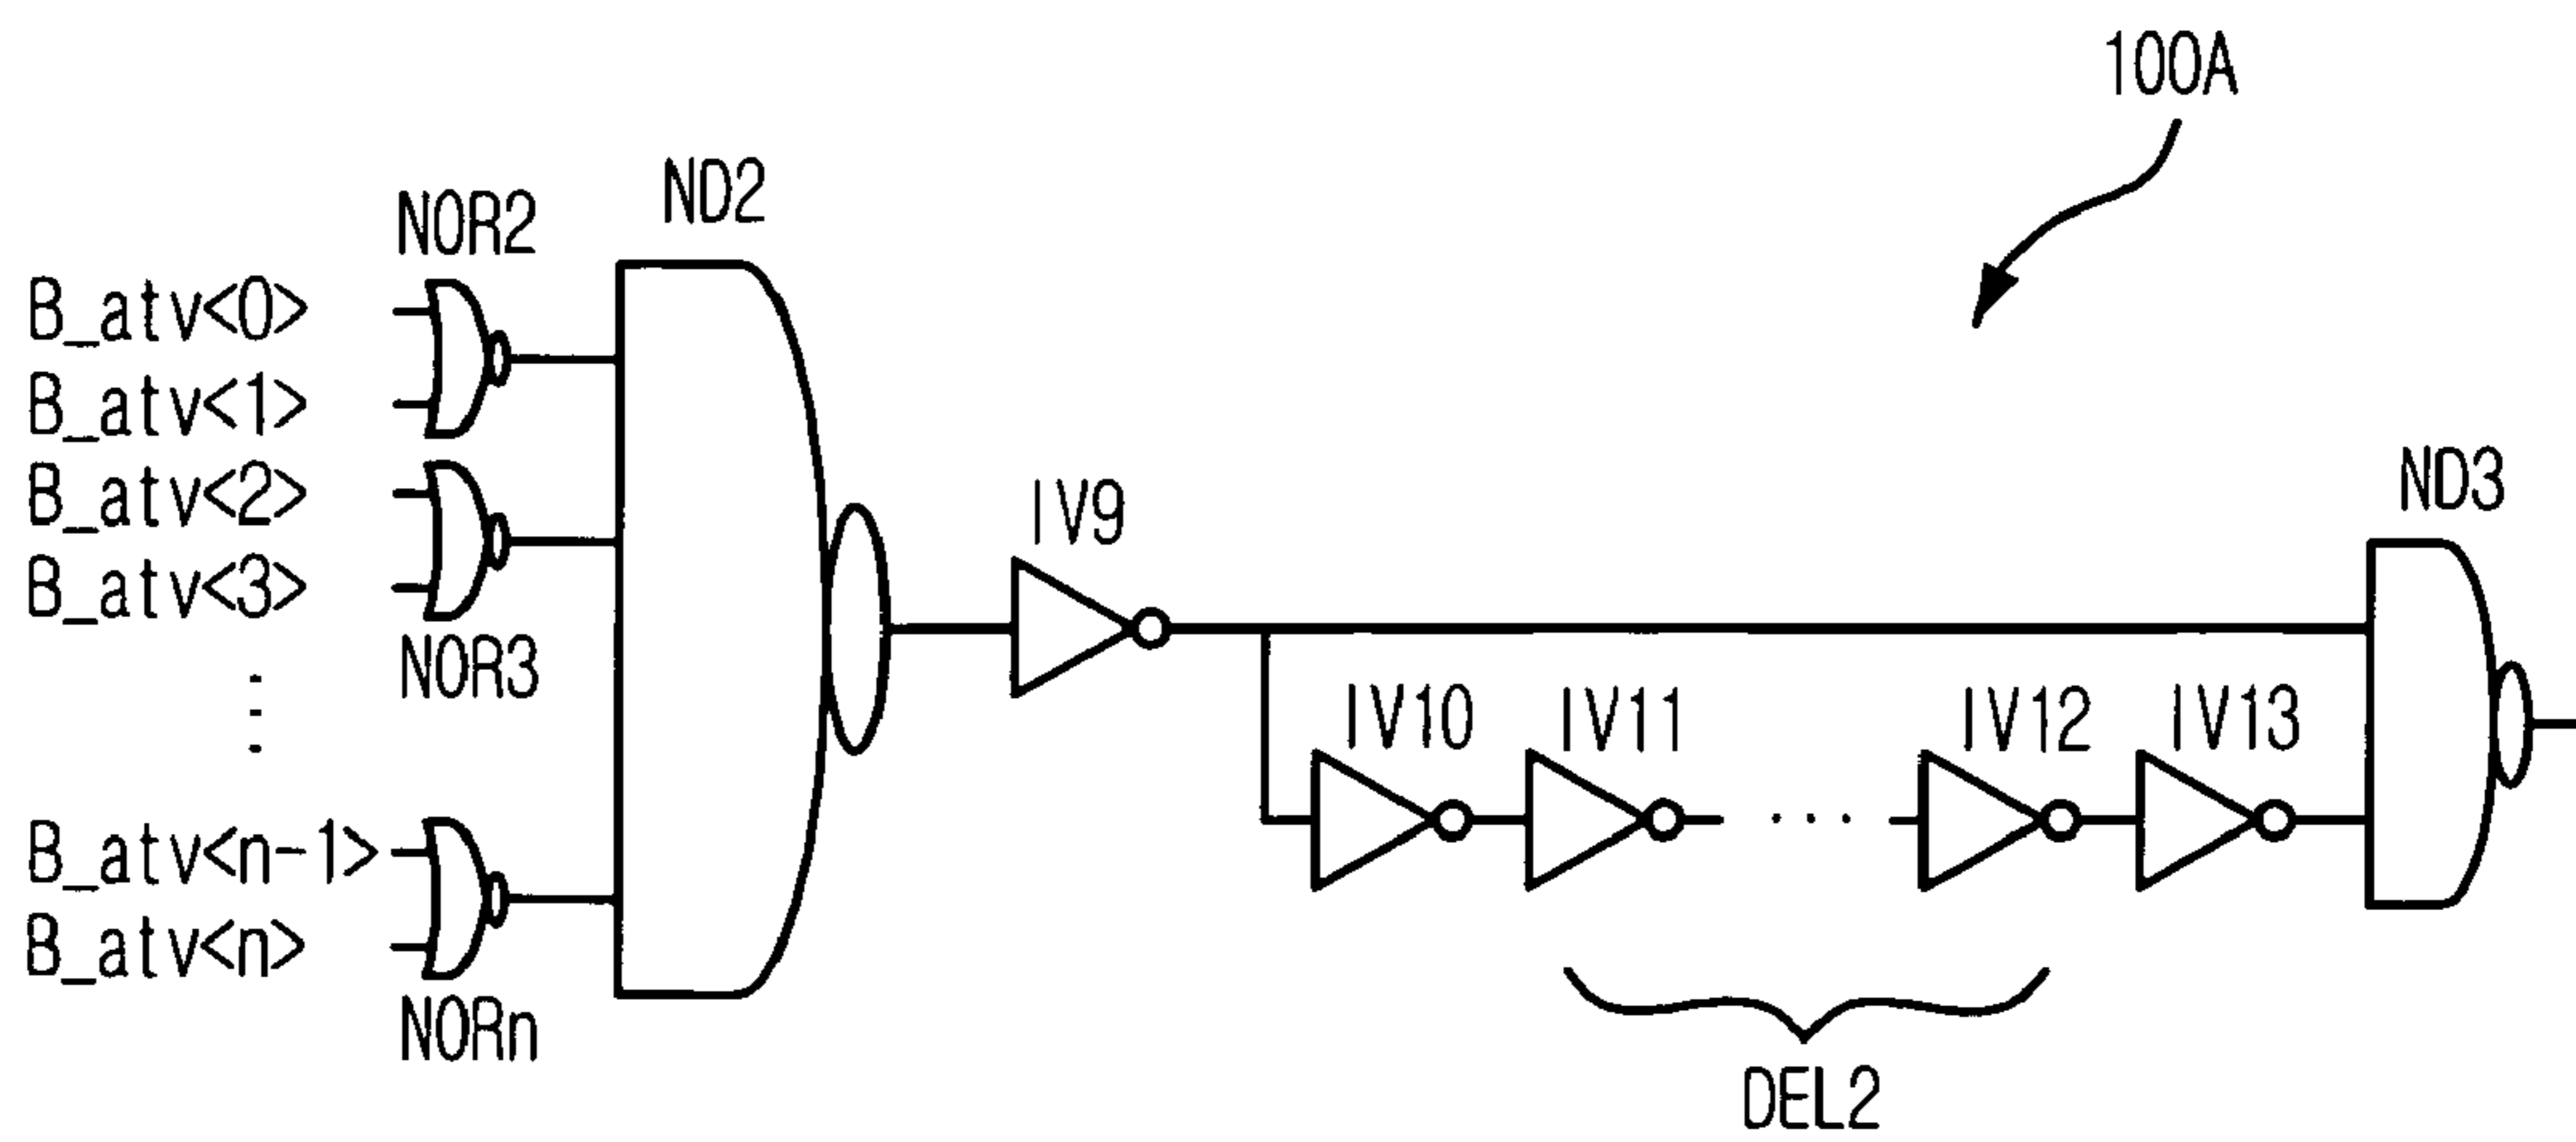 100A
ND2
NOR2
B_atv<0>
B_atv<1>
B_atv<2>
B_atv<3>
NOR3
B_atv<n-1>
B_atv<n>
NORn
IV9
ND3
IV10 IV11 IV12 IV13
DEL2